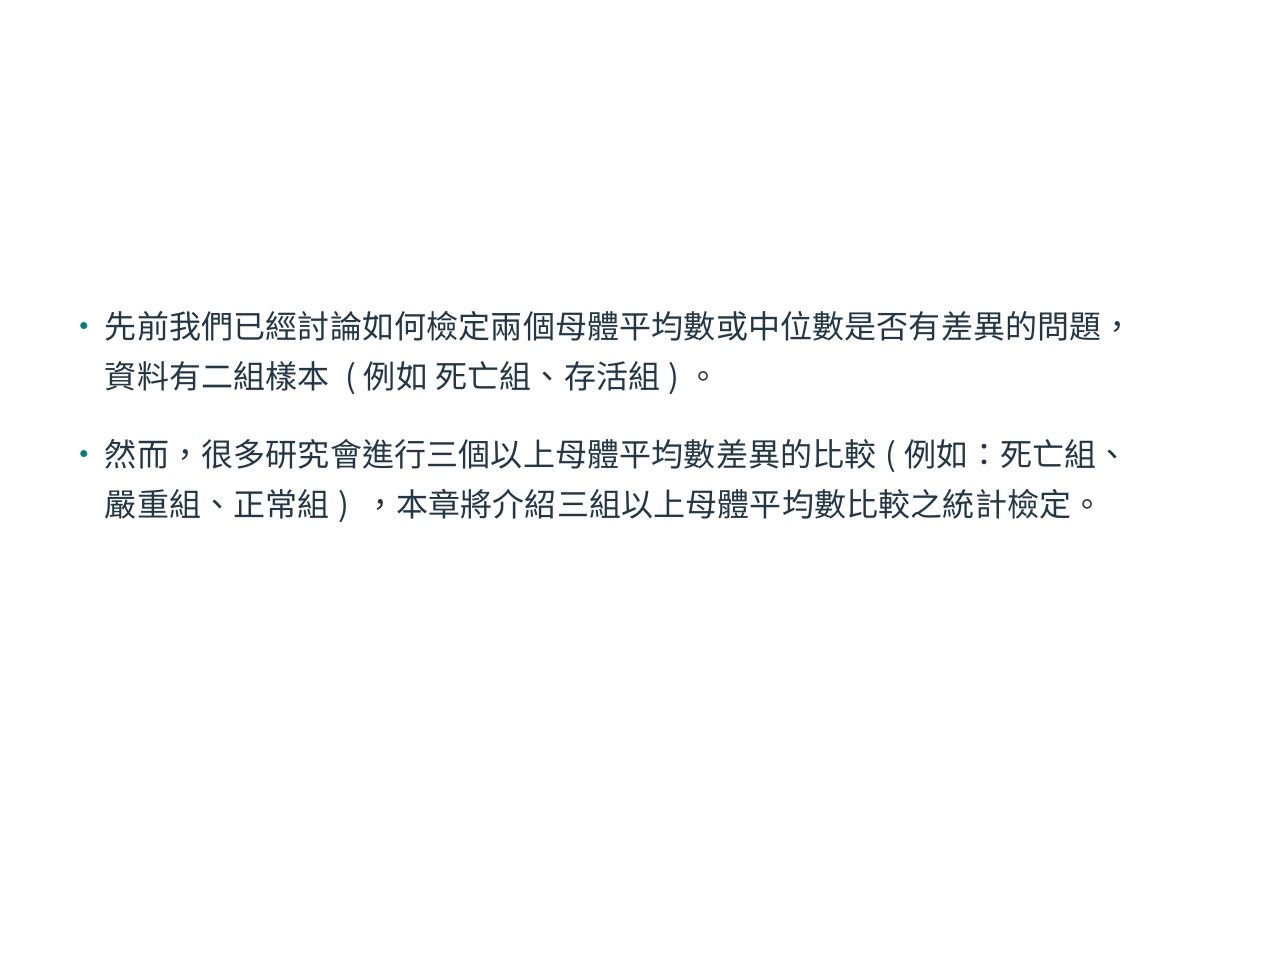 • 先前我們已經討論如何檢定兩個母體平均數或中位數是否有差異的問題，
資料有二組樣本 ( 例如 死亡組、存活組 ) 。
• 然而，很多研究會進行三個以上母體平均數差異的比較 ( 例如：死亡組、
嚴重組、正常組 ) ，本章將介紹三組以上母體平均數比較之統計檢定。